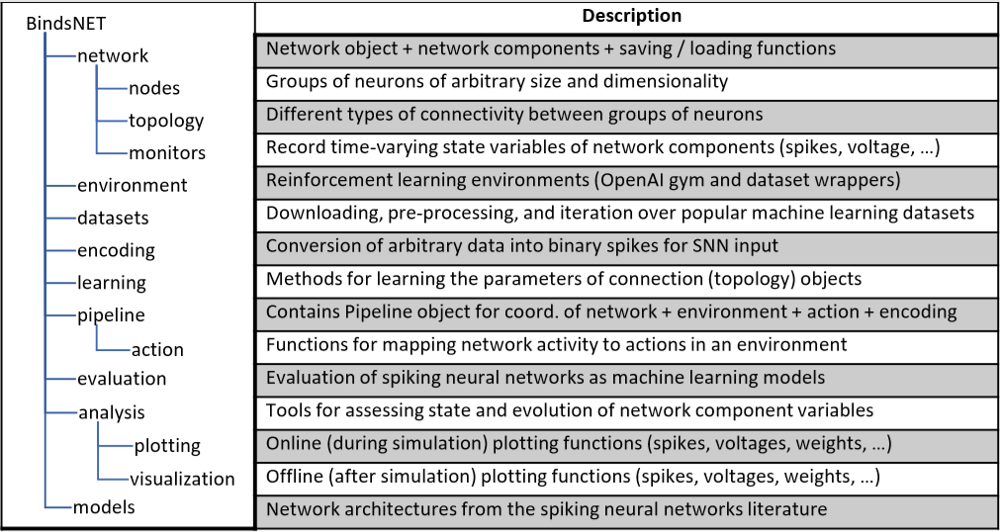 BindsNET Description
network Network object + network components + saving / loading functions
nodes Groups of neurons of arbitrary size and dimensionality
topology Different types of connectivity between groups of neurons
monitors Record time-varying state variables of network components (spikes, voltage, ...)
environment Reinforcement learning environments (OpenAI gym and dataset wrappers)
datasets Downloading, pre-processing, and iteration over popular machine learning datasets
encoding Conversion of arbitrary data into binary spikes for SNN input
learning Methods for learning the parameters of connection (topology) objects
pipeline Contains Pipeline object for coord. of network + environment + action + encoding
action Functions for mapping network activity to actions in an environment
evaluation Evaluation of spiking neural networks as machine learning models
analysis Tools for assessing state and evolution of network component variables
plotting Online (during simulation) plotting functions (spikes, voltages, weights, ...)
visualization Offline (after simulation) plotting functions (spikes, voltages, weights, ...)
models Network architectures from the spiking neural networks literature